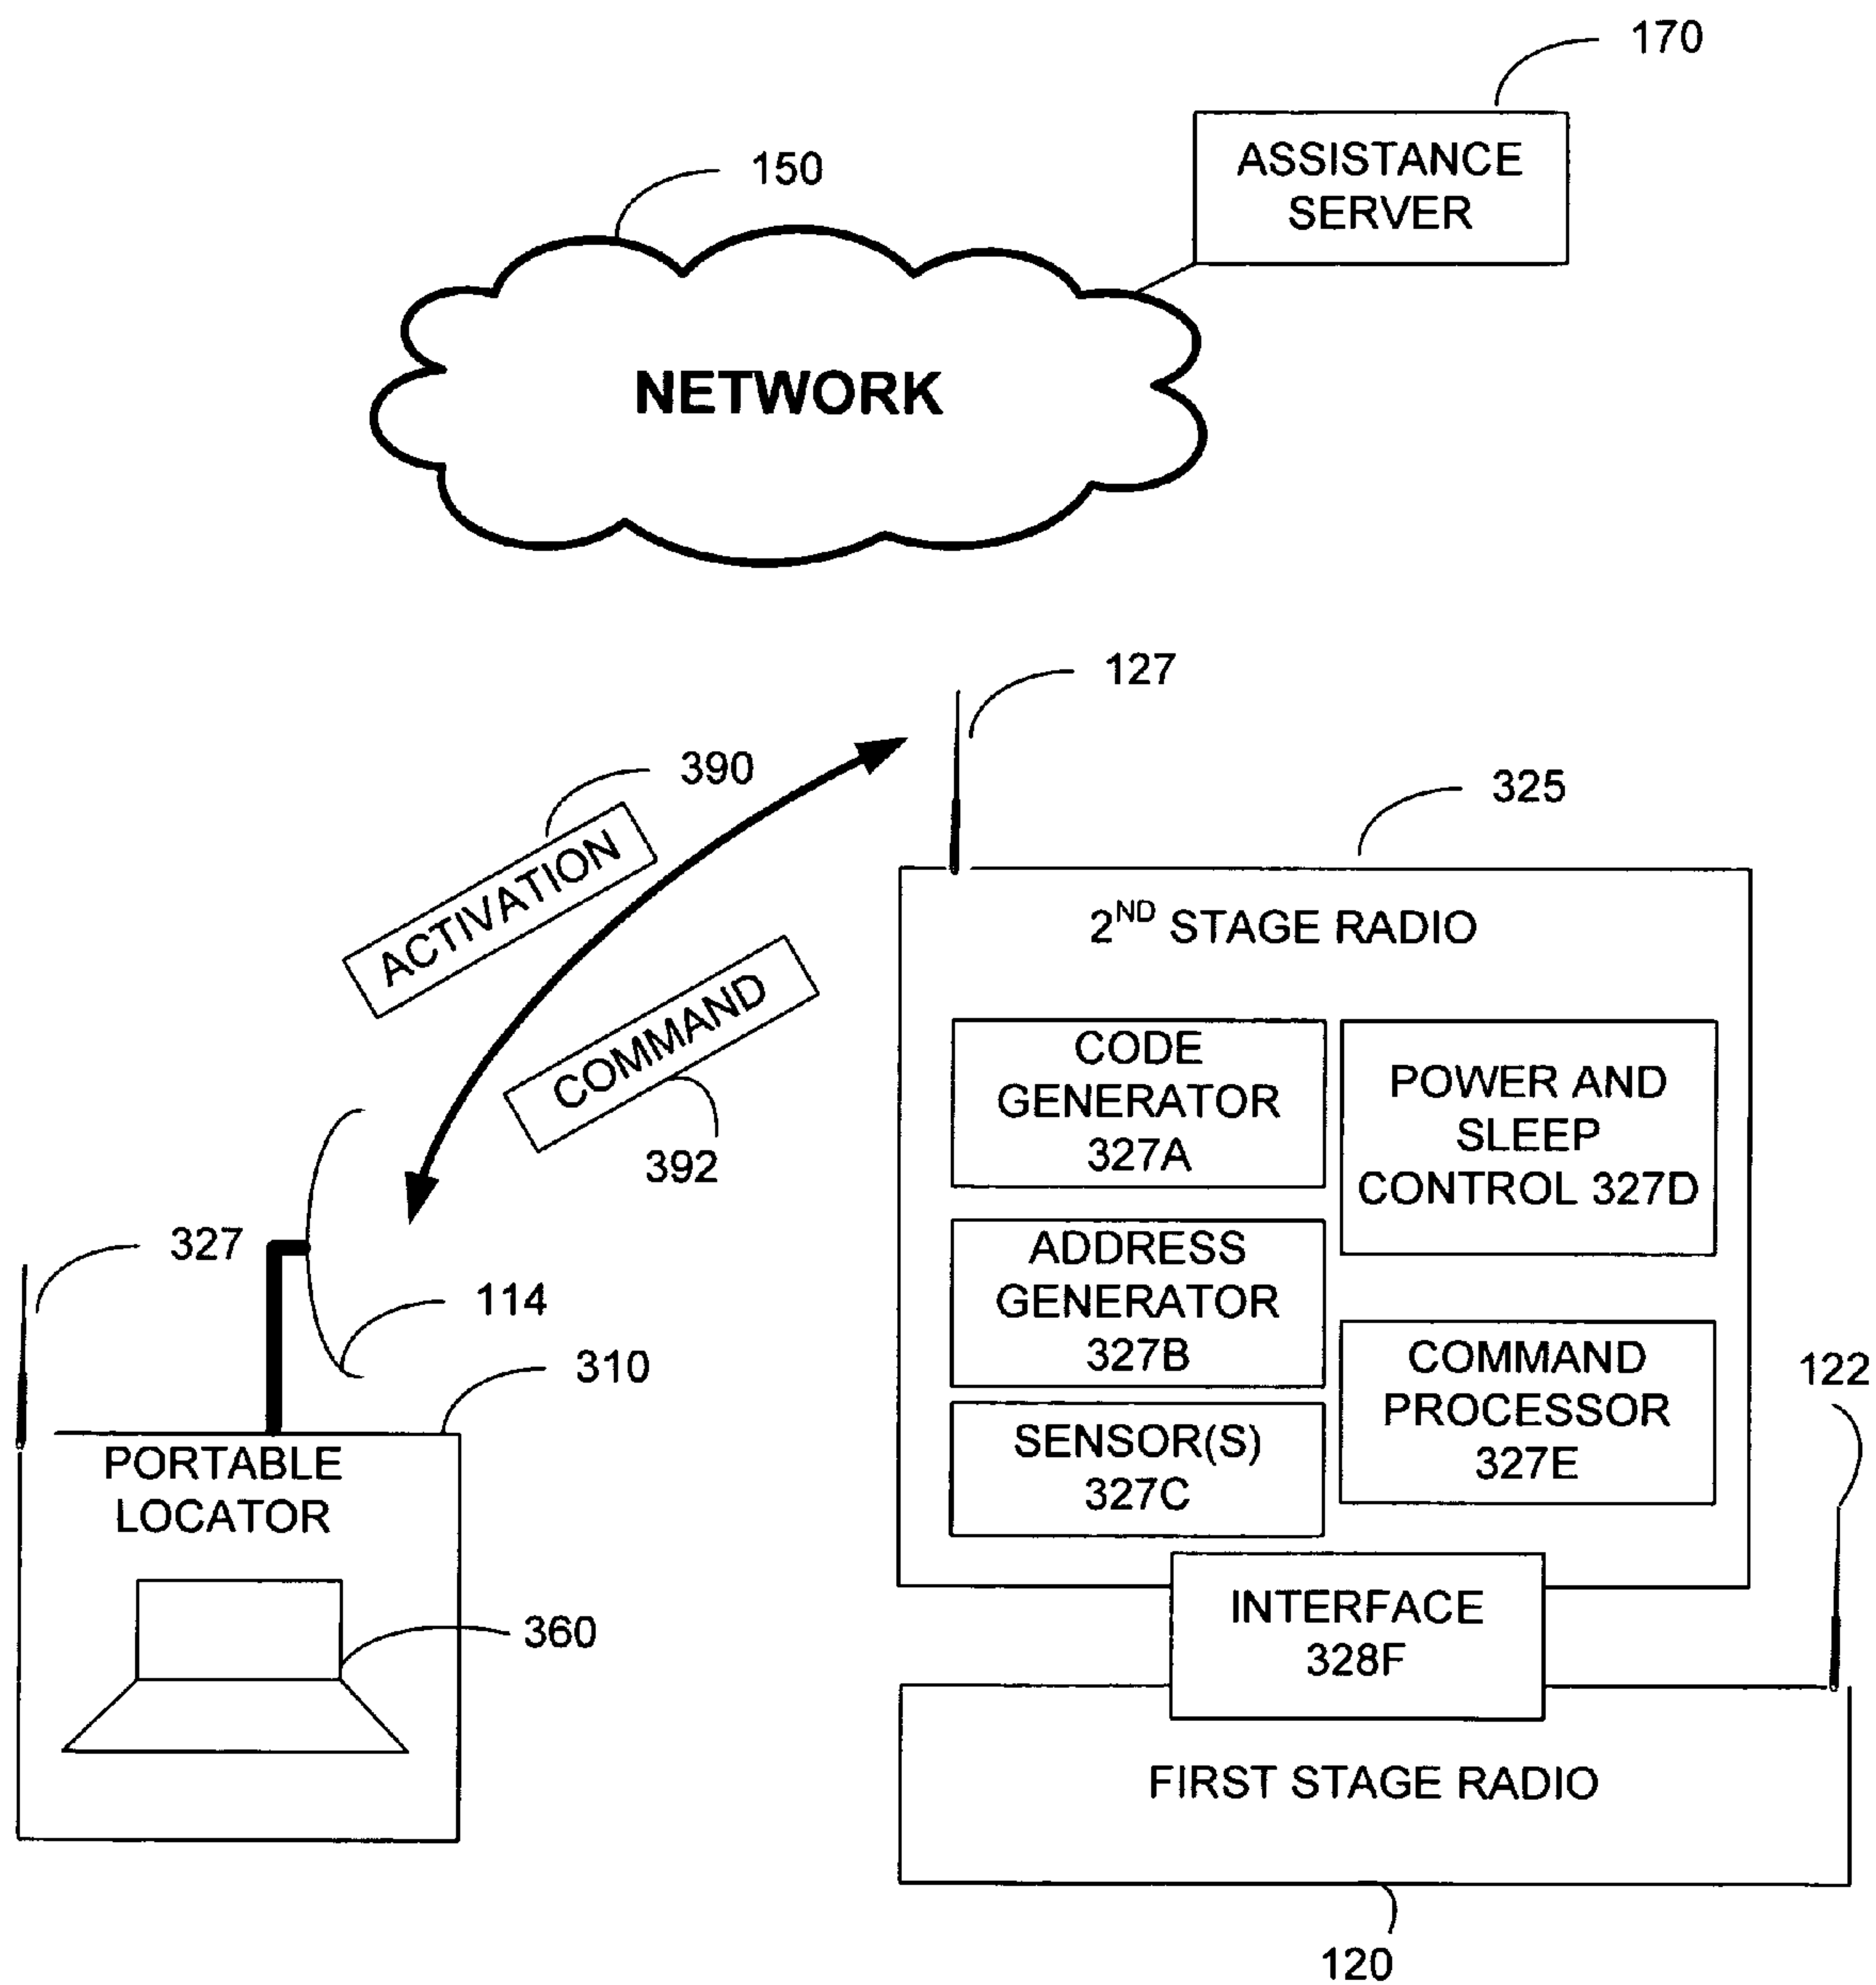 170
ASSISTANCE
SERVER
150
NETWORK
127
390
ACTIVATION
COMMAND
392
325
2ND STAGE RADIO
CODE
GENERATOR
327A
POWER AND
SLEEP
CONTROL 327D
ADDRESS
GENERATOR
327B
COMMAND
PROCESSOR
327E
SENSOR(S)
327C
122
327
114
310
PORTABLE
LOCATOR
360
INTERFACE
328F
FIRST STAGE RADIO
120